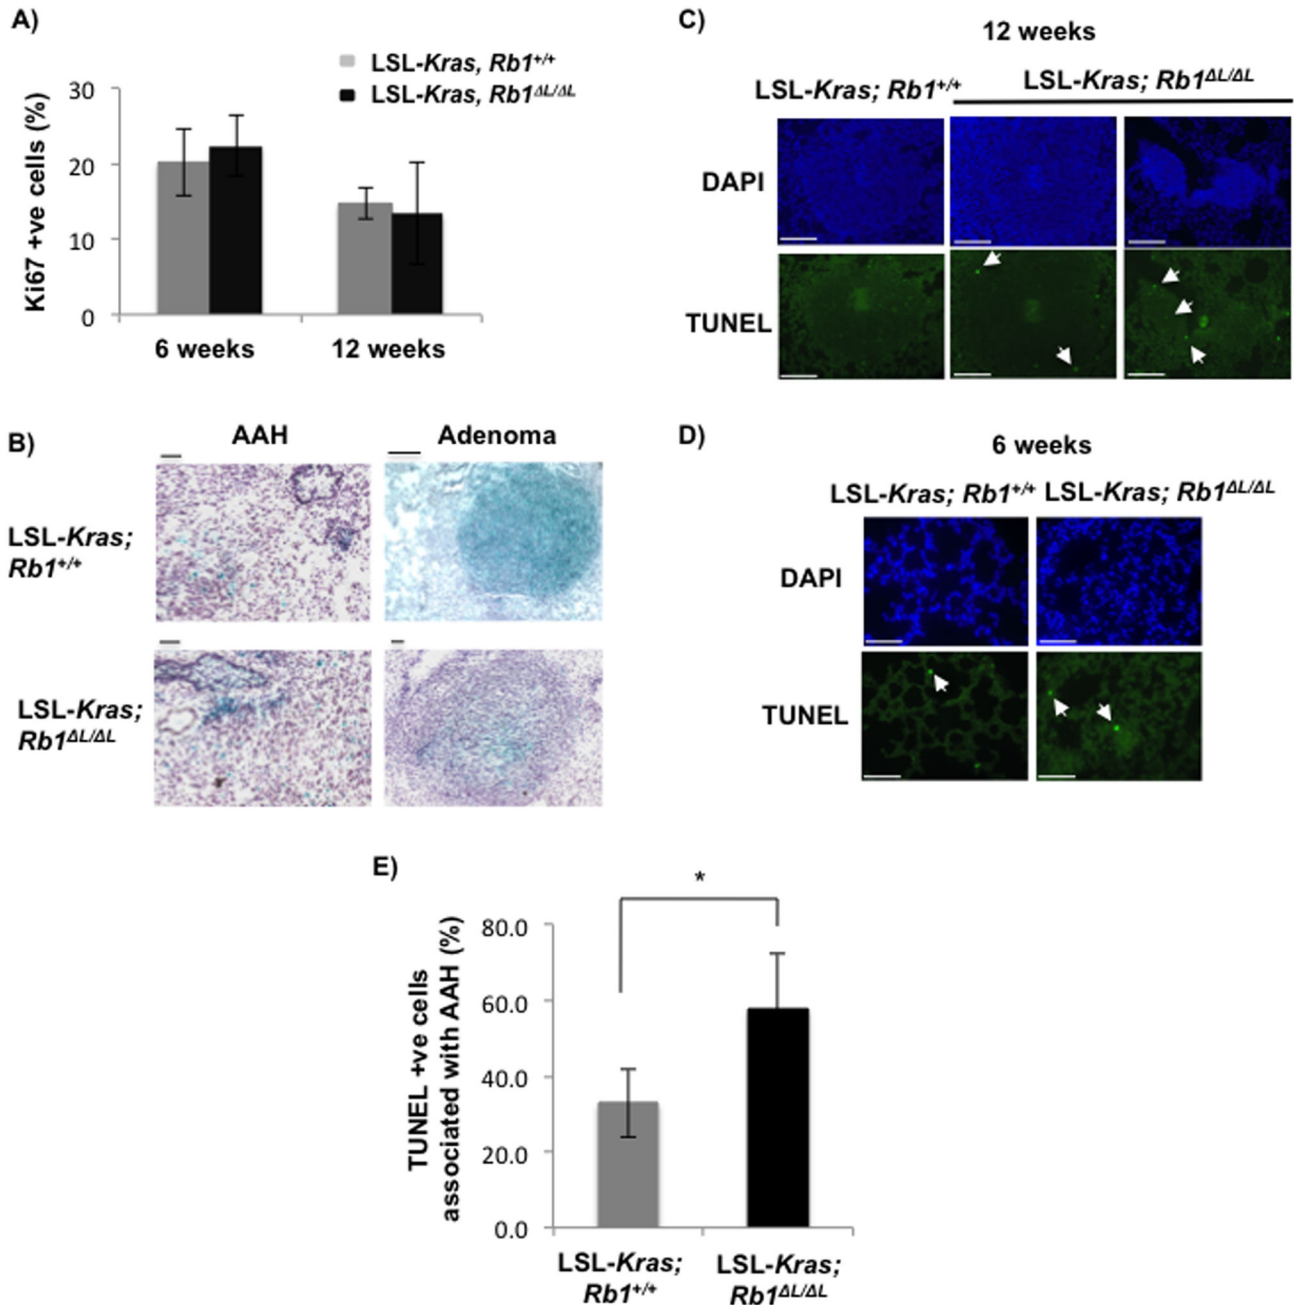 A)
LSL-Kras, Rb1+/+
LSL-Kras, Rb1ΔL/ΔL
Ki67 +ve cells (%)
30
20
10
0
6 weeks
12 weeks
B)
AAH
Adenoma
LSL-Kras;
Rb1+/+
LSL-Kras;
Rb1ΔL/ΔL
C)
12 weeks
LSL-Kras; Rb1+/+
LSL-Kras; Rb1ΔL/ΔL
DAPI
TUNEL
D)
6 weeks
LSL-Kras; Rb1+/+ LSL-Kras; Rb1ΔL/ΔL
DAPI
TUNEL
E)
*
TUNEL +ve cells
associated with AAH (%)
80.0
60.0
40.0
20.0
0.0
LSL-Kras;
Rb1+/+
LSL-Kras;
Rb1ΔL/ΔL